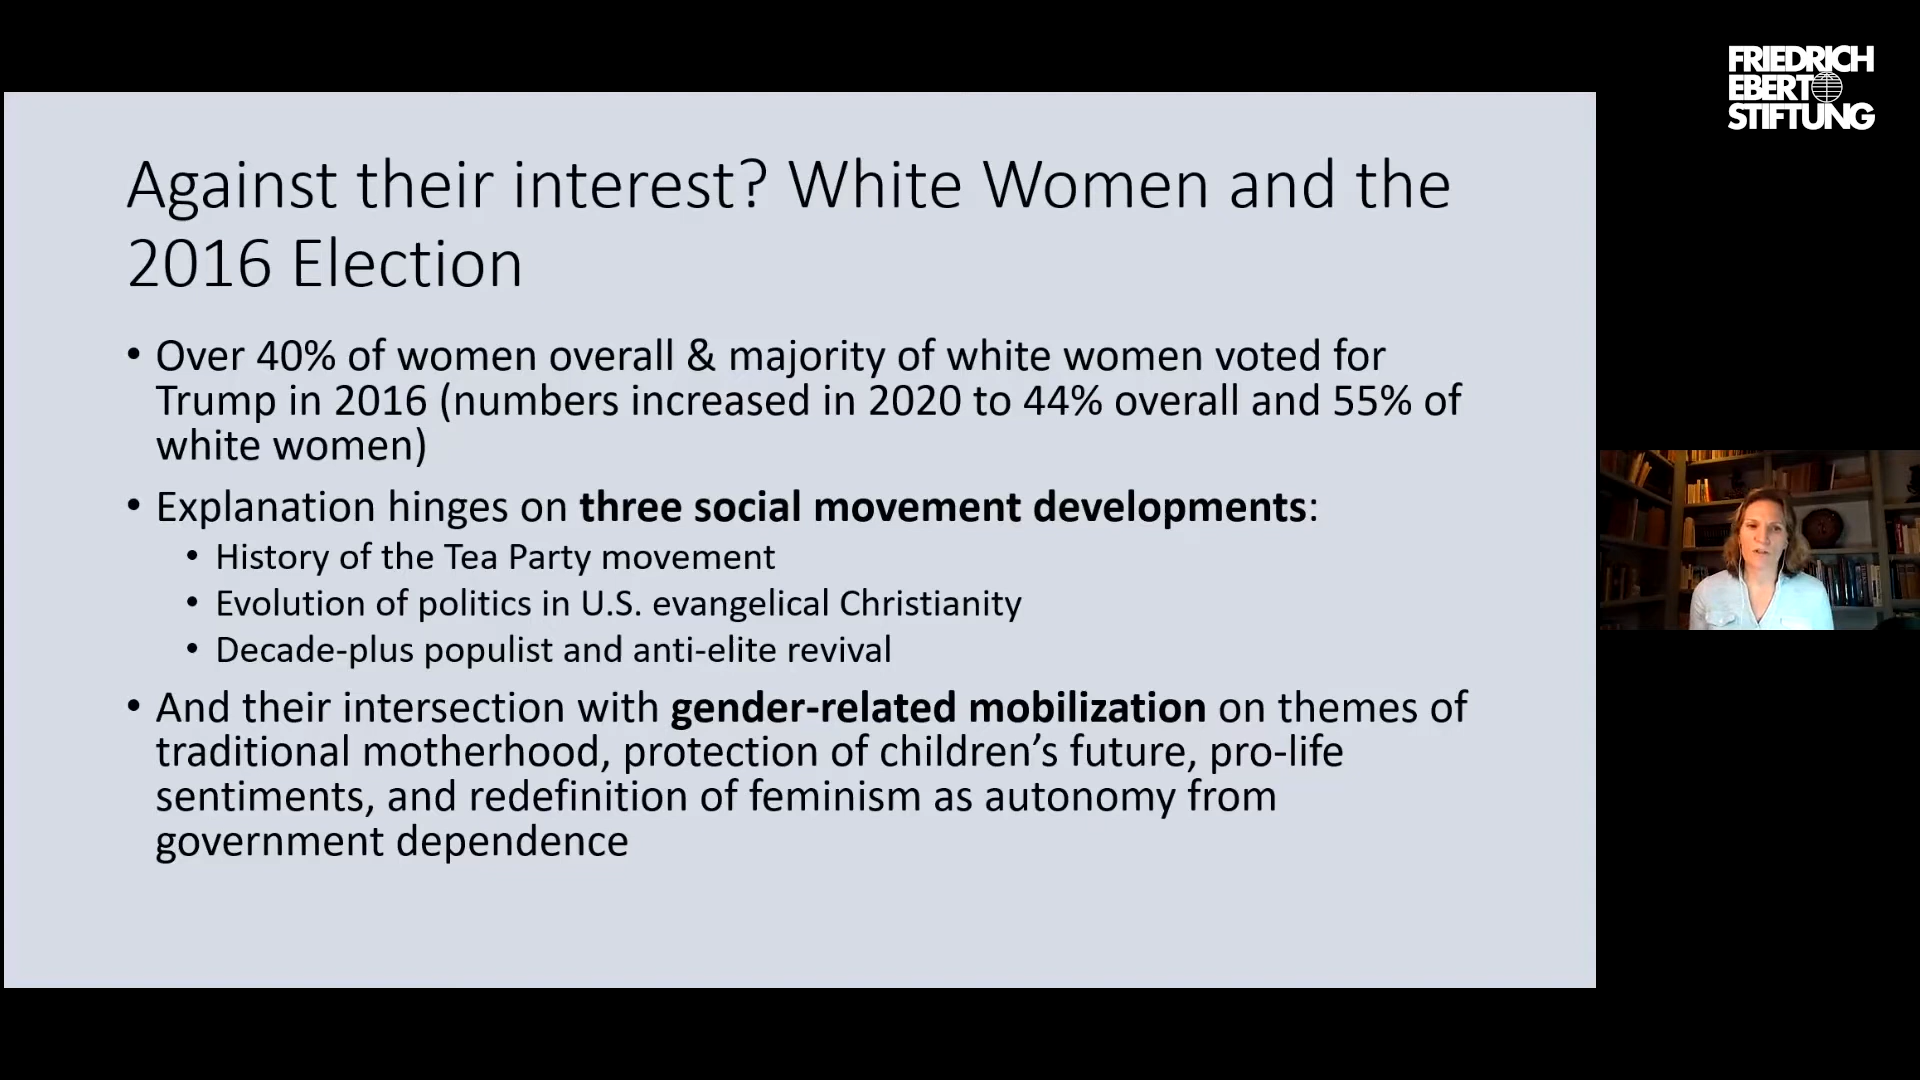 FRIEDRICH
EBERT
STIFTUNG
Against their interest? White Women and the
2016 Election
• Over 40% of women overall & majority of white women voted for
Trump in 2016 (numbers increased in 2020 to 44% overall and 55% of
white women)
• Explanation hinges on three social movement developments:
• History of the Tea Party movement
• Evolution of politics in U.S. evangelical Christianity
• Decade-plus populist and anti-elite revival
• And their intersection with gender-related mobilization on themes of
traditional motherhood, protection of children’s future, pro-life
sentiments, and redefinition of feminism as autonomy from
government dependence